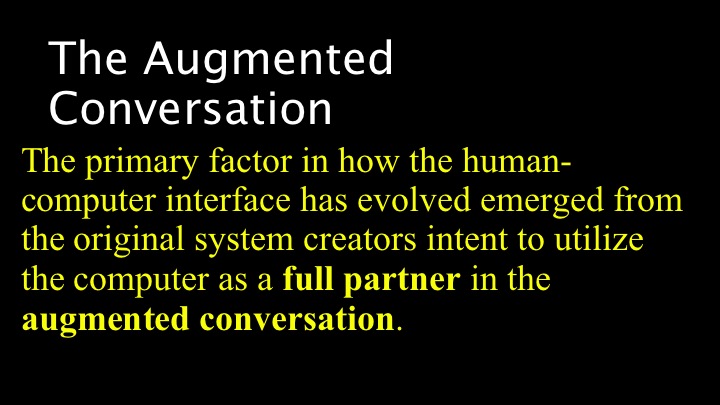 The Augmented
Conversation
The primary factor in how the human-
computer interface has evolved emerged from
the original system creators intent to utilize
the computer as a full partner in the
augmented conversation.